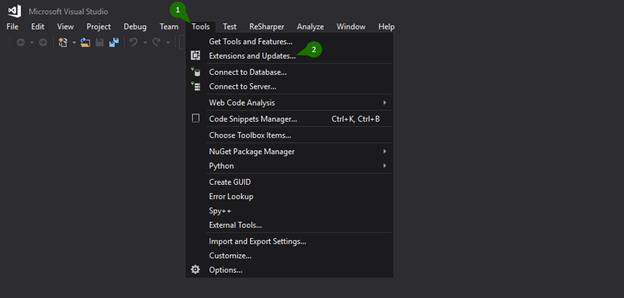 1
Microsoft Visual Studio
File Edit View Project Debug Team Tools Test ReSharper Analyze Window Help
Get Tools and Features...
Extensions and Updates... 2
Connect to Database...
Connect to Server...
Web Code Analysis
Code Snippets Manager... Ctrl+K, Ctrl+B
Choose Toolbox Items...
NuGet Package Manager
Python
Create GUID
Error Lookup
Spy++
External Tools...
Import and Export Settings...
Customize...
Options...